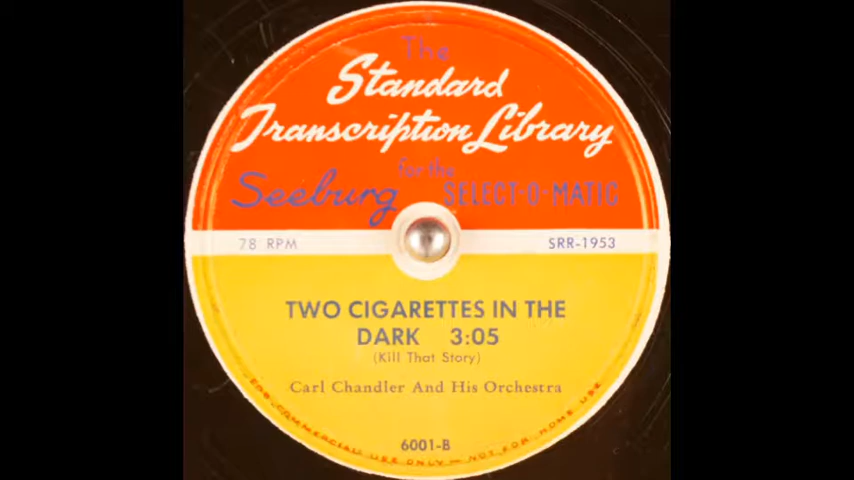 The
Standard
Transcription Library
for the
Seeburg SELECT-O-MATIC
78 RPM SRR-1953
TWO CIGARETTES IN THE
DARK 3:05
(Kill That Story)
Carl Chandler And His Orchestra
6001-B
FOR COMMERCIAL USE ONLY — NOT FOR HOME USE